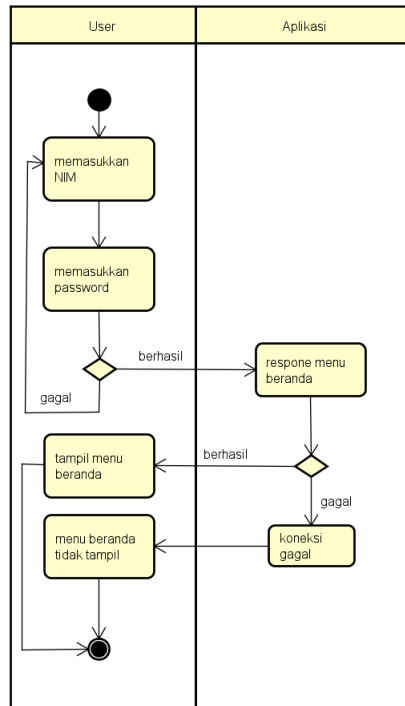 User
Aplikasi
memasukkan
NIM
memasukkan
password
berhasil
respone menu
beranda
gagal
berhasil
tampil menu
beranda
gagal
menu beranda
tidak tampil
koneksi
gagal